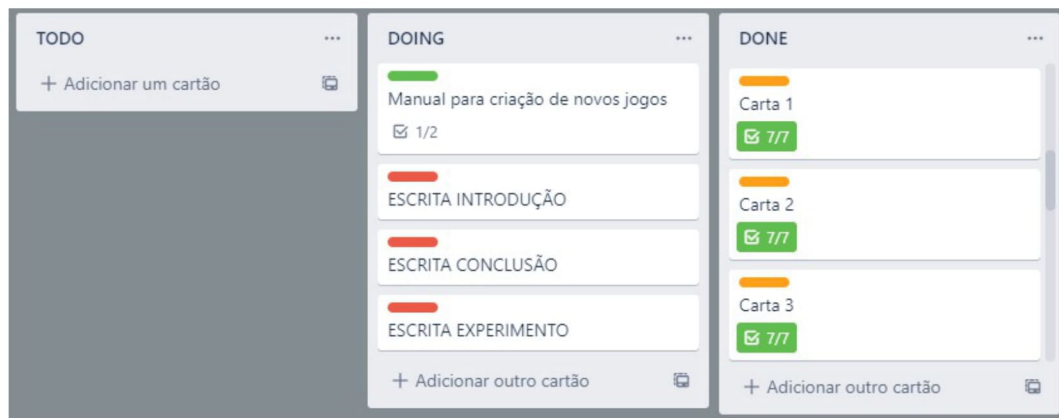 TODO
...
+ Adicionar um cartão
DOING
...
Manual para criação de novos jogos
1/2
ESCRITA INTRODUÇÃO
ESCRITA CONCLUSÃO
ESCRITA EXPERIMENTO
+ Adicionar outro cartão
DONE
...
Carta 1
7/7
Carta 2
7/7
Carta 3
7/7
+ Adicionar outro cartão